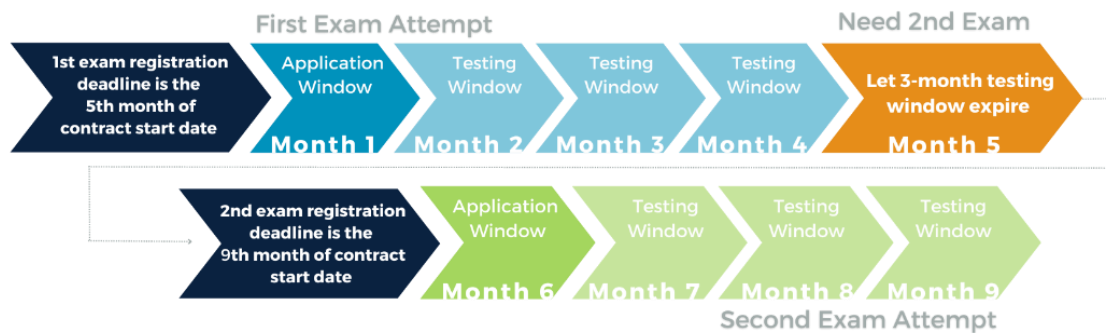 First Exam Attempt
Need 2nd Exam
1st exam registration
deadline is the
5th month of
contract start date
Application
Window
Month 1
Testing
Window
Month 2
Testing
Window
Month 3
Testing
Window
Month 4
Let 3-month testing
window expire
Month 5
2nd exam registration
deadline is the
9th month of contract
start date
Application
Window
Month 6
Testing
Window
Month 7
Testing
Window
Month 8
Testing
Window
Month 9
Second Exam Attempt